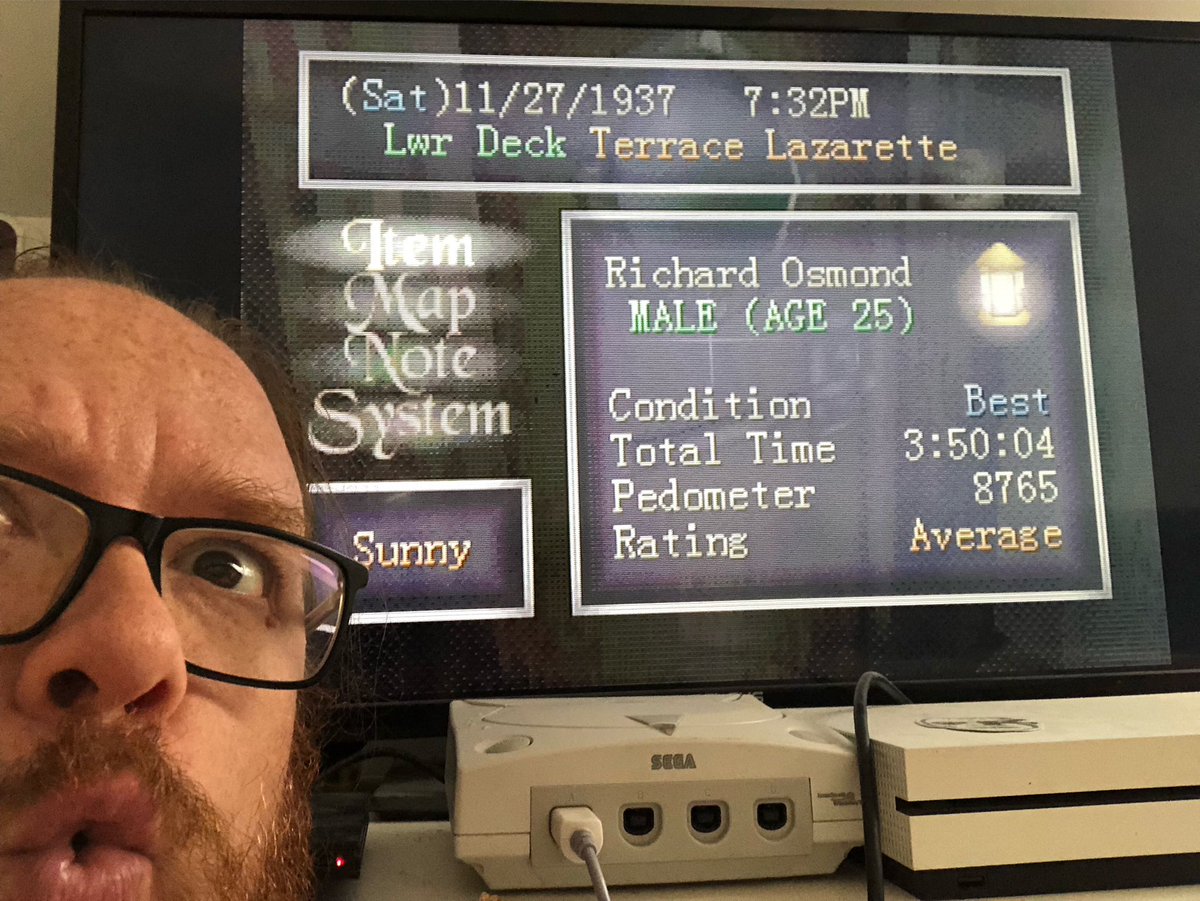 (Sat)11/27/1937 7:32PM
Lwr Deck Terrace Lazarette
Item
Map
Note
System
Sunny
Richard Osmond
MALE (AGE 25)
Condition Best
Total Time 3:50:04
Pedometer 8765
Rating Average
SEGA